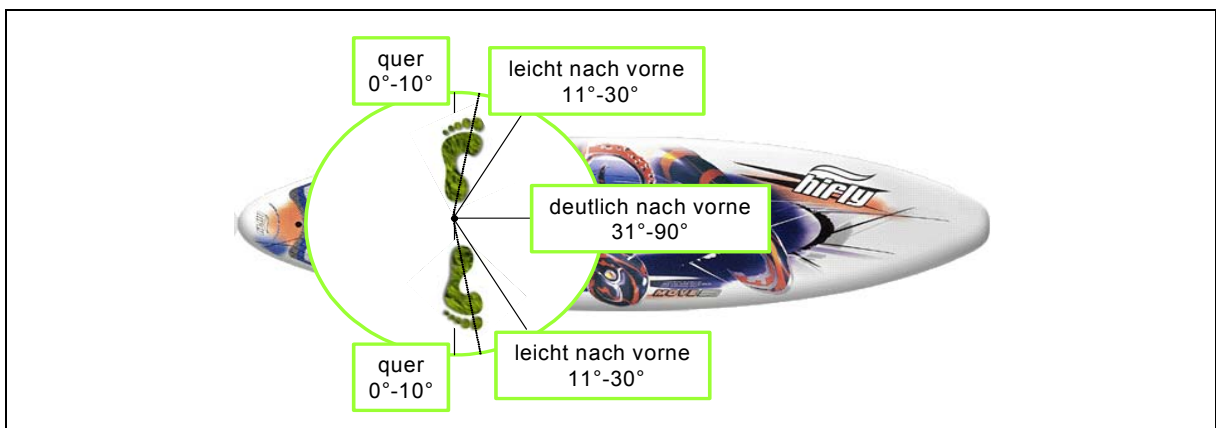 quer
0°-10°
leicht nach vorne
11°-30°
deutlich nach vorne
31°-90°
hifly
MOVE
leicht nach vorne
11°-30°
quer
0°-10°